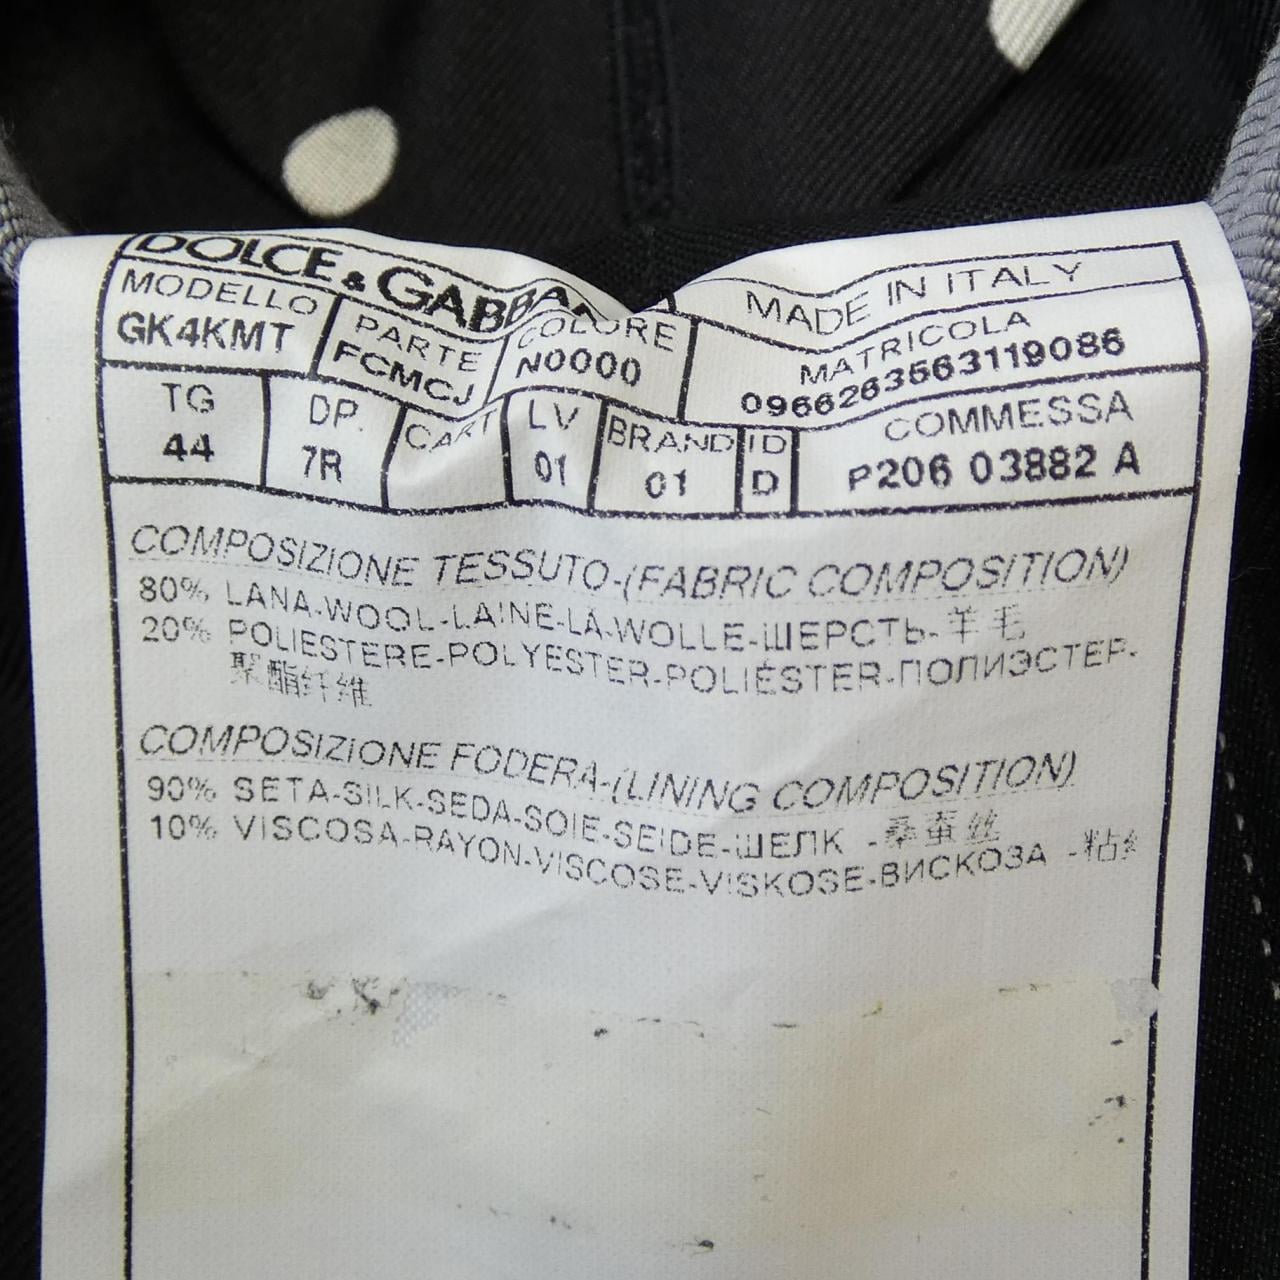 DOLCE & GABBANA MADE IN ITALY
MODELLO PARTE COLORE MATRICOLA
GK4KMT FCMCJ N0000 0966263563119086
TG DP. CART LV BRAND ID COMMESSA
44 7R 01 01 D P206 03882 A
COMPOSIZIONE TESSUTO-(FABRIC COMPOSITION)
80% LANA-WOOL-LAINE-LA-WOLLE-ШЕРСТЬ-羊毛
20% POLIESTERE-POLYESTER-POLIÉSTER-ПОЛИЭСТЕР-
聚酯纤维
COMPOSIZIONE FODERA-(LINING COMPOSITION)
90% SETA-SILK-SEDA-SOIE-SEIDE-ШЕЛК -桑蚕丝
10% VISCOSA-RAYON-VISCOSE-VISKOSE-ВИСКОЗА -粘